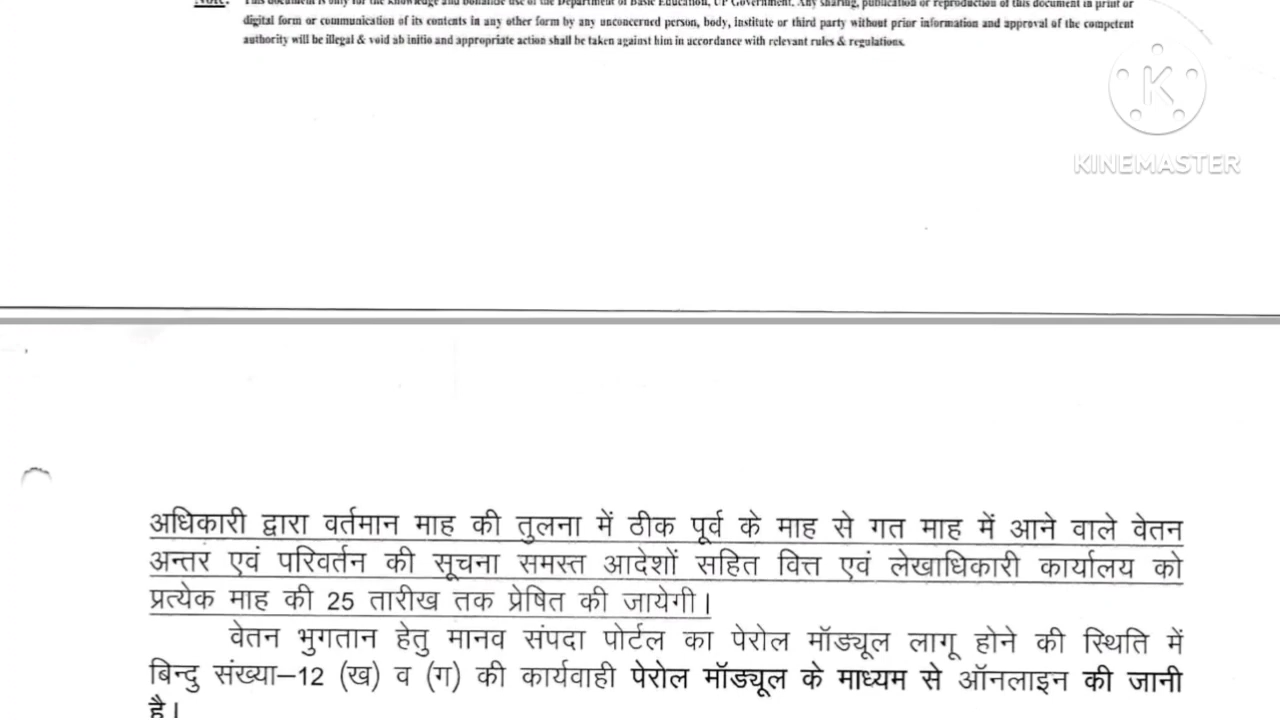 Note: This document is only for the knowledge and bonafide use of the Department of Basic Education, UP Government. Any sharing, publication or reproduction of this document in print or
digital form or communication of its contents in any other form by any unconcerned person, body, institute or third party without prior information and approval of the competent
authority will be illegal & void ab initio and appropriate action shall be taken against him in accordance with relevant rules & regulations.
K
KINEMASTER
अधिकारी द्वारा वर्तमान माह की तुलना में ठीक पूर्व के माह से गत माह में आने वाले वेतन
अन्तर एवं परिवर्तन की सूचना समस्त आदेशों सहित वित्त एवं लेखाधिकारी कार्यालय को
प्रत्येक माह की 25 तारीख तक प्रेषित की जायेगी।
वेतन भुगतान हेतु मानव संपदा पोर्टल का पेरोल मॉड्यूल लागू होने की स्थिति में
बिन्दु संख्या–12 (ख) व (ग) की कार्यवाही पेरोल मॉड्यूल के माध्यम से ऑनलाइन की जानी
है।